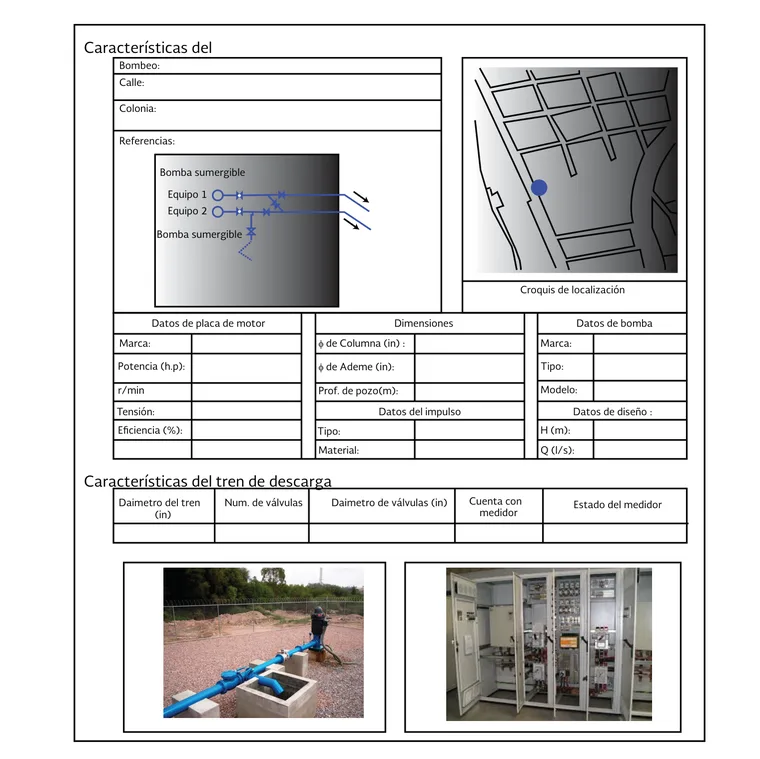 Características del
Bombeo:
Calle:
Colonia:
Referencias:
Bomba sumergible
Equipo 1
Equipo 2
Bomba sumergible
Croquis de localización
Datos de placa de motor
Marca:
Potencia (h.p):
r/min
Tensión:
Eficiencia (%):
Dimensiones
ϕ de Columna (in) :
ϕ de Ademe (in):
Prof. de pozo(m):
Datos del impulso
Tipo:
Material:
Datos de bomba
Marca:
Tipo:
Modelo:
Datos de diseño :
H (m):
Q (l/s):
Características del tren de descarga
Daimetro del tren
(in)
Num. de válvulas
Daimetro de válvulas (in)
Cuenta con
medidor
Estado del medidor